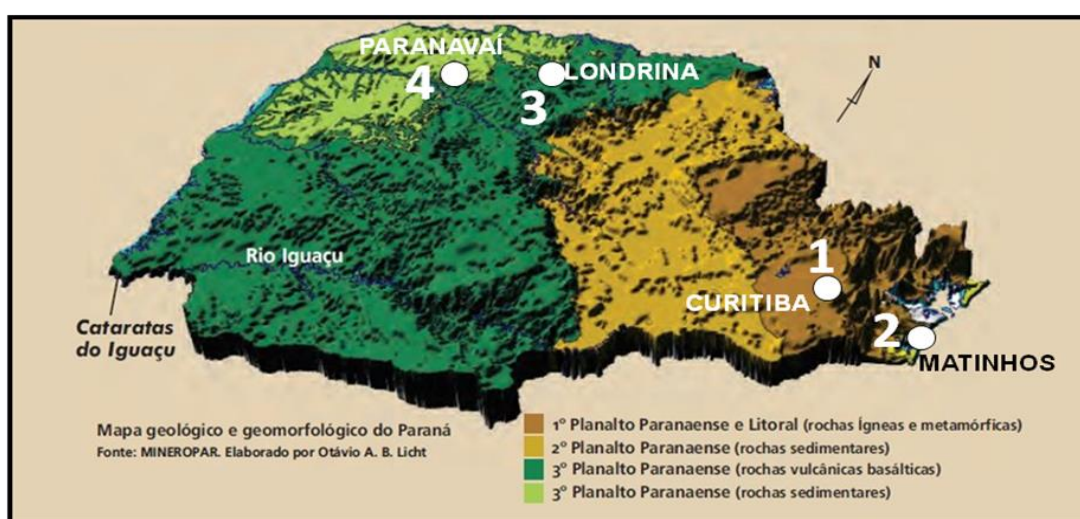 PARANAVAÍ
4
LONDRINA
3
N
Rio Iguaçu
1
CURITIBA
2
MATINHOS
Cataratas
do Iguaçu
Mapa geológico e geomorfológico do Paraná
Fonte: MINEROPAR. Elaborado por Otávio A. B. Licht
1º Planalto Paranaense e Litoral (rochas Ígneas e metamórficas)
2º Planalto Paranaense (rochas sedimentares)
3º Planalto Paranaense (rochas vulcânicas basálticas)
3º Planalto Paranaense (rochas sedimentares)